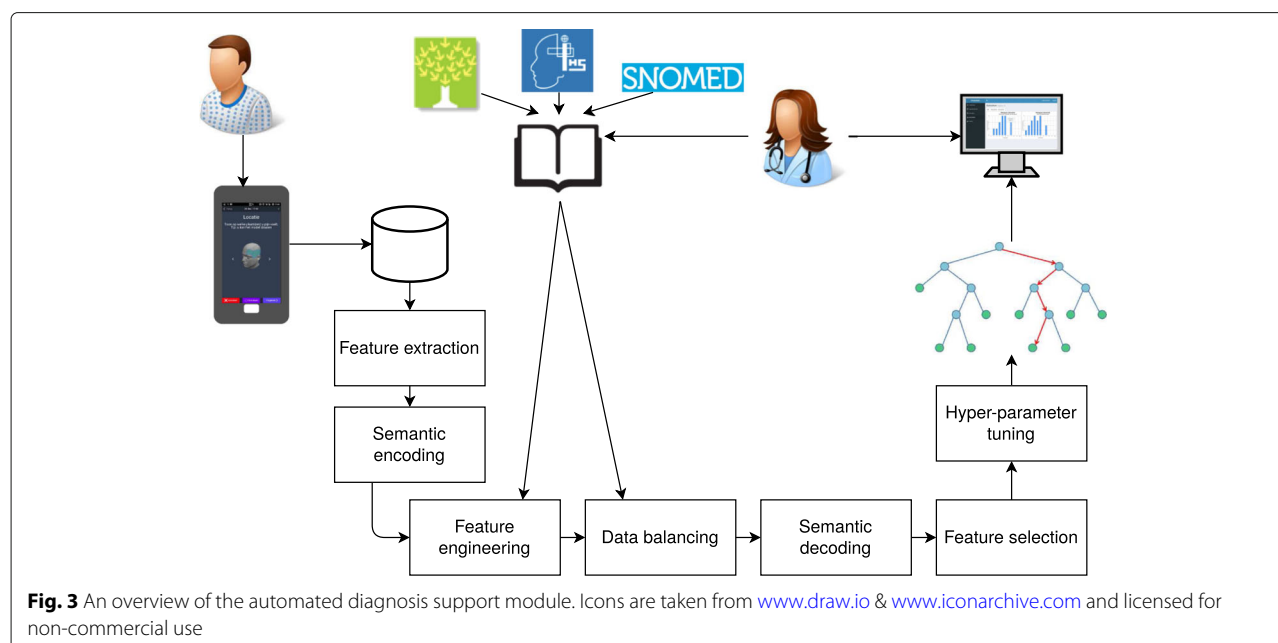 iHS
SNOMED
Locatie
Feature extraction
Semantic
encoding
Feature
engineering
Data balancing
Semantic
decoding
Feature selection
Hyper-parameter
tuning
Fig. 3 An overview of the automated diagnosis support module. Icons are taken from www.draw.io & www.iconarchive.com and licensed for
non-commercial use